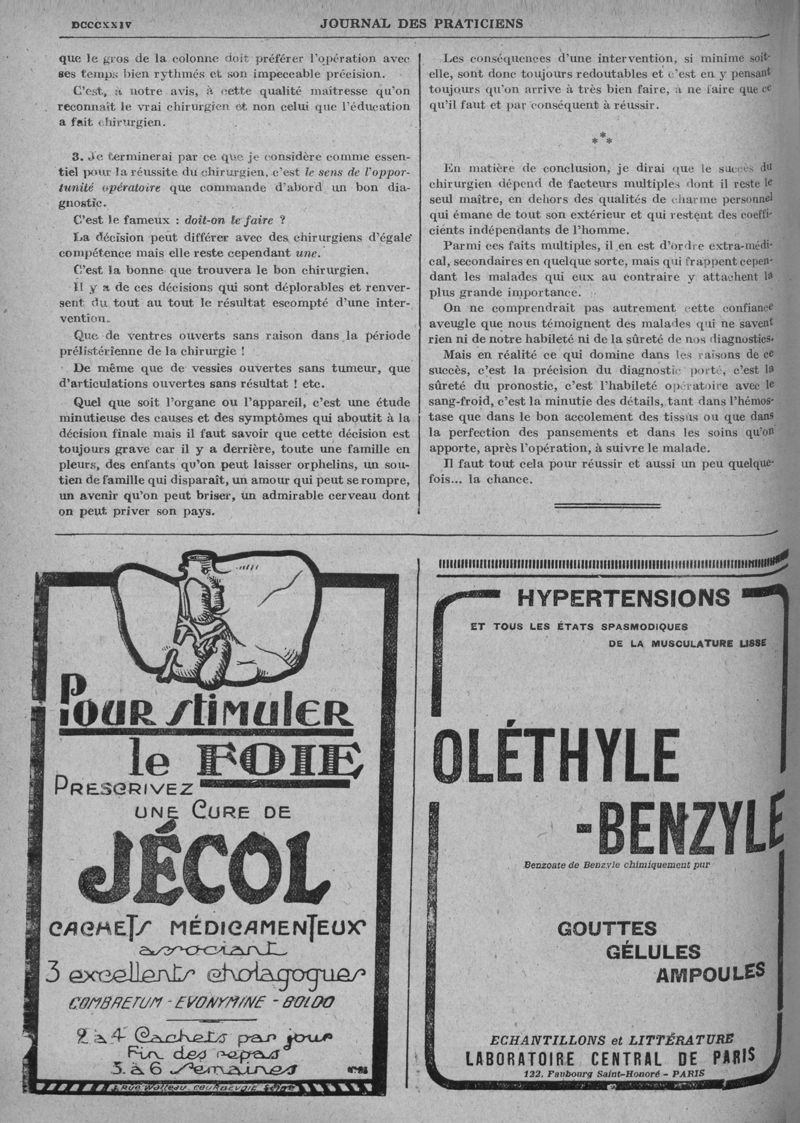 DCCCXXIV
JOURNAL DES PRATICIENS
que le gros de la colonne doit préférer l'opération avec
ses temps bien rythmés et son impeccable précision.
C'est, à notre avis, à cette qualité maîtresse qu'on
reconnaît le vrai chirurgien et non celui que l'éducation
a fait chirurgien.
3. Je terminerai par ce que je considère comme essen-
tiel pour la réussite du chirurgien, c'est le sens de l'oppor-
tunité opératoire que commande d'abord un bon dia-
gnostic.
C'est le fameux : doit-on le faire ?
La décision peut différer avec des chirurgiens d'égale
compétence mais elle reste cependant une.
C'est la bonne que trouvera le bon chirurgien.
Il y a de ces décisions qui sont déplorables et renver-
sent du tout au tout le résultat escompté d'une inter-
vention.
Que de ventres ouverts sans raison dans la période
prélistérienne de la chirurgie !
De même que de vessies ouvertes sans tumeur, que
d'articulations ouvertes sans résultat ! etc.
Quel que soit l'organe ou l'appareil, c'est une étude
minutieuse des causes et des symptômes qui aboutit à la
décision finale mais il faut savoir que cette décision est
toujours grave car il y a derrière, toute une famille en
pleurs, des enfants qu'on peut laisser orphelins, un sou-
tien de famille qui disparaît, un amour qui peut se rompre,
un avenir qu'on peut briser, un admirable cerveau dont
on peut priver son pays.
Les conséquences d'une intervention, si minime soit-
elle, sont donc toujours redoutables et c'est en y pensant
toujours qu'on arrive à très bien faire, à ne faire que ce
qu'il faut et par conséquent à réussir.
* * *
En matière de conclusion, je dirai que le succès du
chirurgien dépend de facteurs multiples dont il reste le
seul maître, en dehors des qualités de charme personnel
qui émane de tout son extérieur et qui restent des coeffi-
cients indépendants de l'homme.
Parmi ces faits multiples, il en est d'ordre extra-médi-
cal, secondaires en quelque sorte, mais qui frappent cepen-
dant les malades qui eux au contraire y attachent la
plus grande importance.
On ne comprendrait pas autrement cette confiance
aveugle que nous témoignent des malades qui ne savent
rien ni de notre habileté ni de la sûreté de nos diagnostics.
Mais en réalité ce qui domine dans les raisons de ce
succès, c'est la précision du diagnostic porté, c'est la
sûreté du pronostic, c'est l'habileté opératoire avec le
sang-froid, c'est la minutie des détails, tant dans l'hémos-
tase que dans le bon accolement des tissus ou que dans
la perfection des pansements et dans les soins qu'on
apporte, après l'opération, à suivre le malade.
Il faut tout cela pour réussir et aussi un peu quelque-
fois... la chance.
POUR STIMULER
le FOIE
PRESCRIVEZ
UNE CURE DE
JÉCOL
CACHETS MÉDICAMENTEUX
associant
3 excellents cholagogues
COMBRETUM - EVONYMINE - BOLDO
2 à 4 Cachets par jour
Fin des repas
3 à 6 Semaines
Rue Watteau COURBEVOIE Seine
HYPERTENSIONS
ET TOUS LES ÉTATS SPASMODIQUES
DE LA MUSCULATURE LISSE
OLÉTHYLE
-BENZYLE
Benzoate de Benzyle chimiquement pur
GOUTTES
GÉLULES
AMPOULES
ECHANTILLONS et LITTÉRATURE
LABORATOIRE CENTRAL DE PARIS
122, Faubourg Saint-Honoré - PARIS